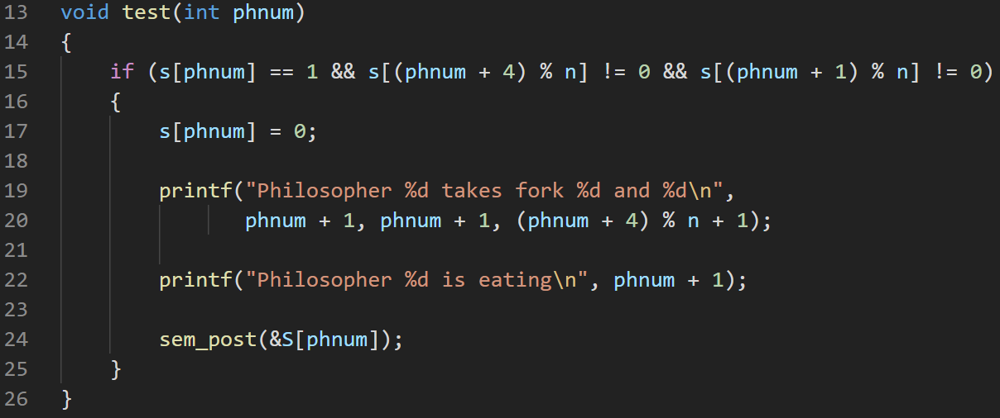 13 void test(int phnum)
14 {
15     if (s[phnum] == 1 && s[(phnum + 4) % n] != 0 && s[(phnum + 1) % n] != 0)
16     {
17         s[phnum] = 0;
18
19         printf("Philosopher %d takes fork %d and %d\n",
20                phnum + 1, phnum + 1, (phnum + 4) % n + 1);
21
22         printf("Philosopher %d is eating\n", phnum + 1);
23
24         sem_post(&S[phnum]);
25     }
26 }